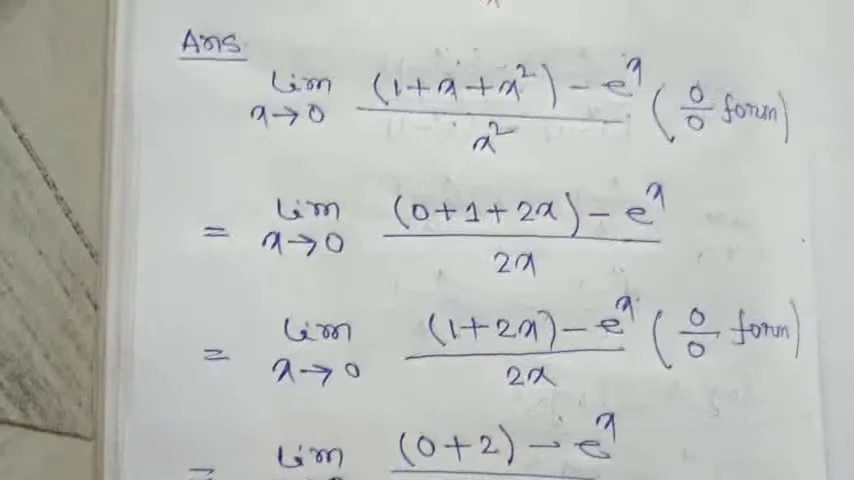 Ans
lim x→0 (1+x+x²) - eˣ / x² (0/0 form)
= lim x→0 (0+1+2x) - eˣ / 2x
= lim x→0 (1+2x) - eˣ / 2x (0/0 form)
= lim (0+2) - eˣ